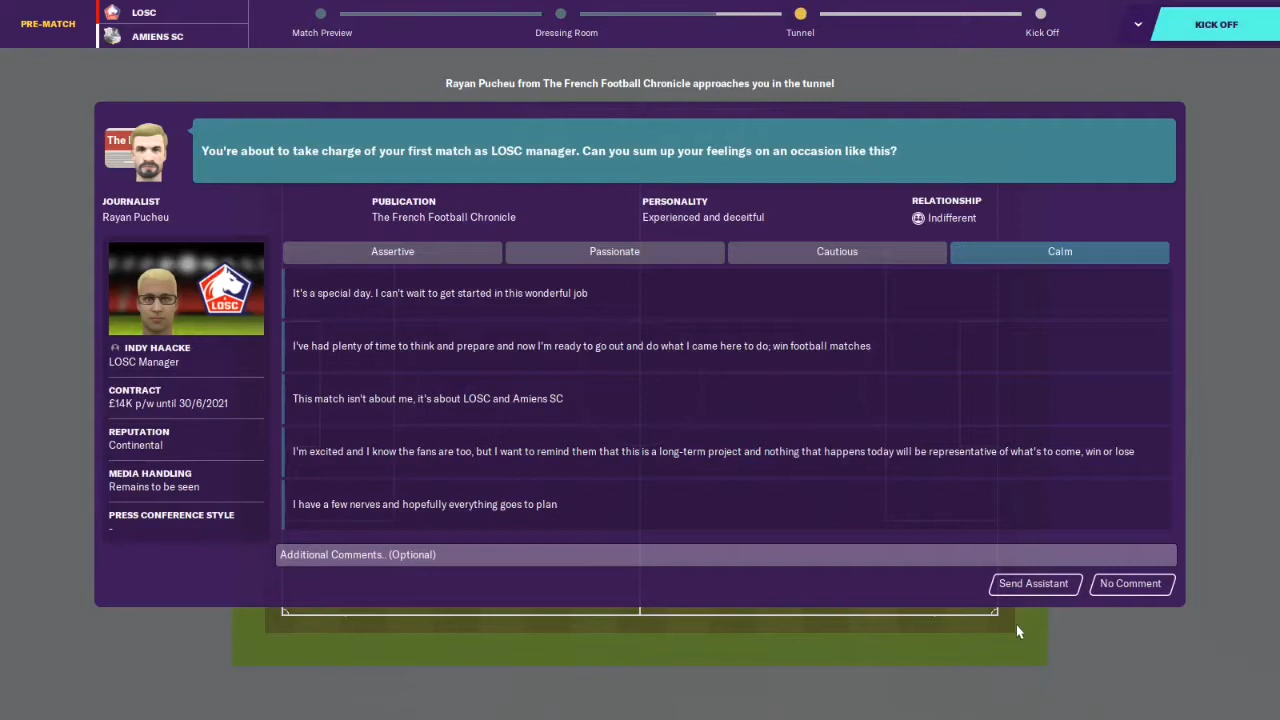 PRE-MATCH
LOSC
AMIENS SC
Match Preview
Dressing Room
Tunnel
Kick Off
KICK OFF
Rayan Pucheu from The French Football Chronicle approaches you in the tunnel
The
You're about to take charge of your first match as LOSC manager. Can you sum up your feelings on an occasion like this?
JOURNALIST
Rayan Pucheu
PUBLICATION
The French Football Chronicle
PERSONALITY
Experienced and deceitful
RELATIONSHIP
Indifferent
LOSC
INDY HAACKE
LOSC Manager
CONTRACT
£14K p/w until 30/6/2021
REPUTATION
Continental
MEDIA HANDLING
Remains to be seen
PRESS CONFERENCE STYLE
-
Assertive
Passionate
Cautious
Calm
It's a special day. I can't wait to get started in this wonderful job
I've had plenty of time to think and prepare and now I'm ready to go out and do what I came here to do; win football matches
This match isn't about me, it's about LOSC and Amiens SC
I'm excited and I know the fans are too, but I want to remind them that this is a long-term project and nothing that happens today will be representative of what's to come, win or lose
I have a few nerves and hopefully everything goes to plan
Additional Comments.. (Optional)
Send Assistant
No Comment